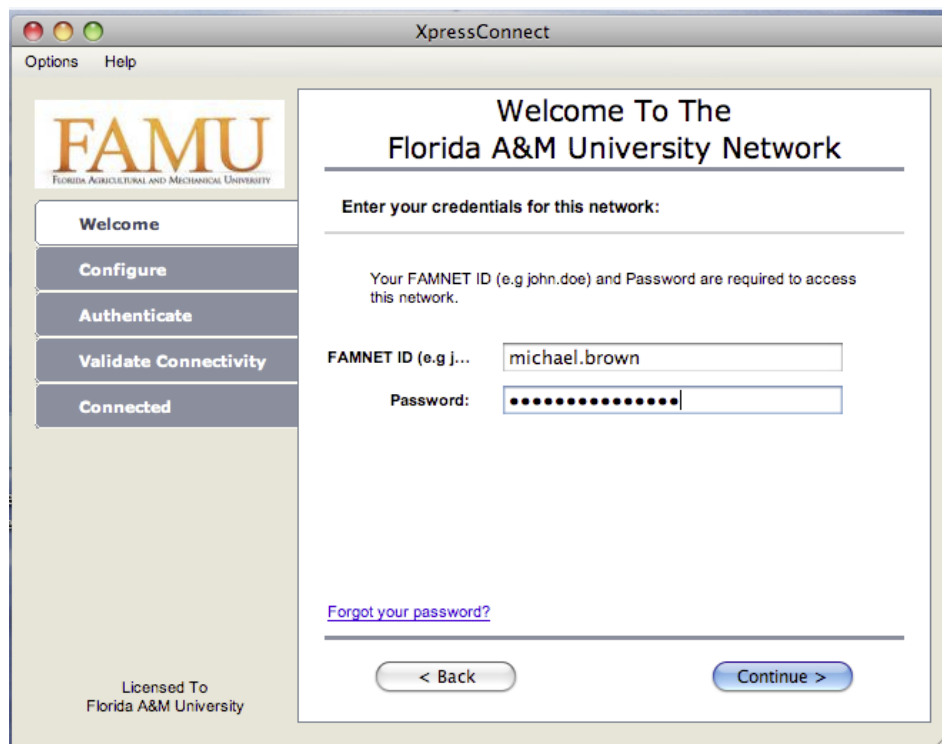 XpressConnect
Options Help
FAMU
FLORIDA AGRICULTURAL AND MECHANICAL UNIVERSITY
Welcome
Configure
Authenticate
Validate Connectivity
Connected
Licensed To
Florida A&M University
Welcome To The
Florida A&M University Network
Enter your credentials for this network:
Your FAMNET ID (e.g john.doe) and Password are required to access
this network.
FAMNET ID (e.g j... michael.brown
Password: •••••••••••••••
Forgot your password?
< Back Continue >